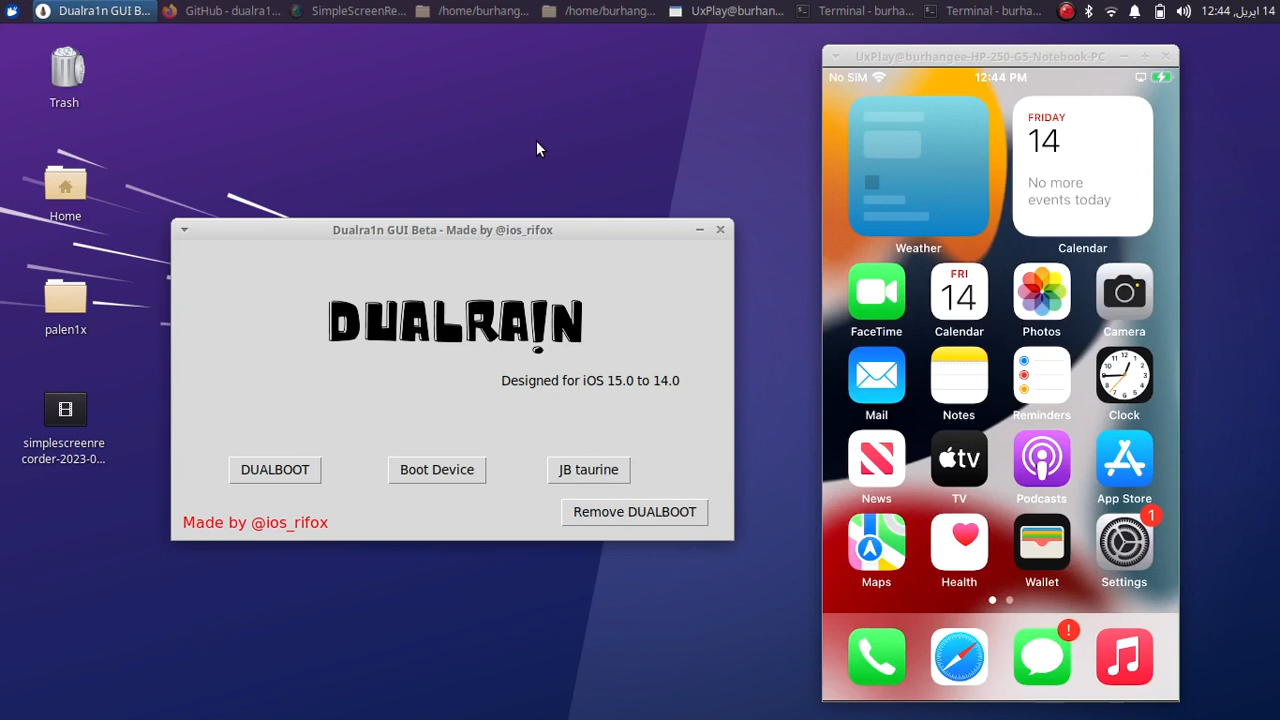 Dualra1n GUI B...
GitHub - dualra1...
SimpleScreenRe...
/home/burhang...
/home/burhang...
UxPlay@burhan...
Terminal - burha...
Terminal - burha...
14 اپریل, 12:44
Trash
Home
palen1x
simplescreenre
corder-2023-0...
Dualra1n GUI Beta - Made by @ios_rifox
DUALRA!N
Designed for iOS 15.0 to 14.0
DUALBOOT
Boot Device
JB taurine
Remove DUALBOOT
Made by @ios_rifox
UxPlay@burhangee-HP-250-G5-Notebook-PC
No SIM
12:44 PM
FRIDAY
14
No more
events today
Weather
Calendar
FRI
14
FaceTime
Calendar
Photos
Camera
Mail
Notes
Reminders
Clock
tv
News
TV
Podcasts
App Store
1
Maps
Health
Wallet
Settings
!